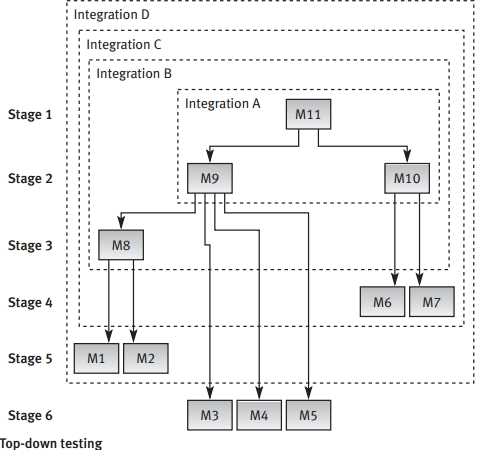 Integration D
Integration C
Integration B
Integration A
Stage 1
M11
Stage 2
M9
M10
Stage 3
M8
Stage 4
M6
M7
Stage 5
M1
M2
Stage 6
M3
M4
M5
Top-down testing